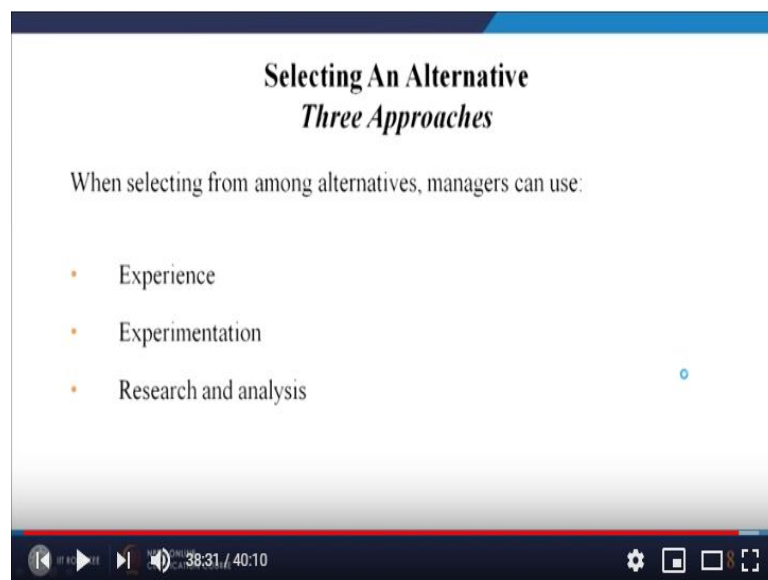 Selecting An Alternative
Three Approaches
When selecting from among alternatives, managers can use:
• Experience
• Experimentation
• Research and analysis
38:31 / 40:10
8